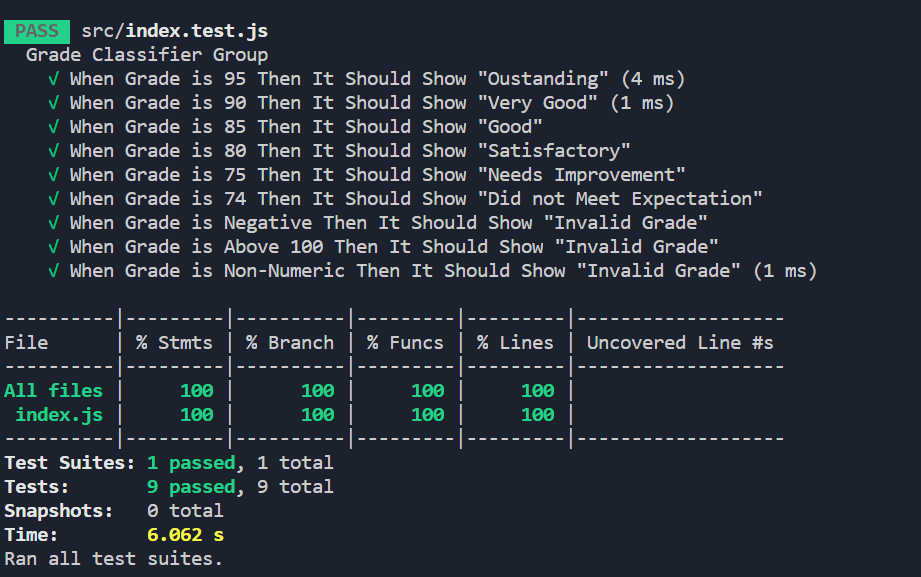 PASS src/index.test.js
Grade Classifier Group
√ When Grade is 95 Then It Should Show "Oustanding" (4 ms)
√ When Grade is 90 Then It Should Show "Very Good" (1 ms)
√ When Grade is 85 Then It Should Show "Good"
√ When Grade is 80 Then It Should Show "Satisfactory"
√ When Grade is 75 Then It Should Show "Needs Improvement"
√ When Grade is 74 Then It Should Show "Did not Meet Expectation"
√ When Grade is Negative Then It Should Show "Invalid Grade"
√ When Grade is Above 100 Then It Should Show "Invalid Grade"
√ When Grade is Non-Numeric Then It Should Show "Invalid Grade" (1 ms)
----------|---------|----------|---------|---------|-------------------
File      | % Stmts | % Branch | % Funcs | % Lines | Uncovered Line #s
----------|---------|----------|---------|---------|-------------------
All files |     100 |      100 |     100 |     100 |
 index.js |     100 |      100 |     100 |     100 |
----------|---------|----------|---------|---------|-------------------
Test Suites: 1 passed, 1 total
Tests:       9 passed, 9 total
Snapshots:   0 total
Time:        6.062 s
Ran all test suites.